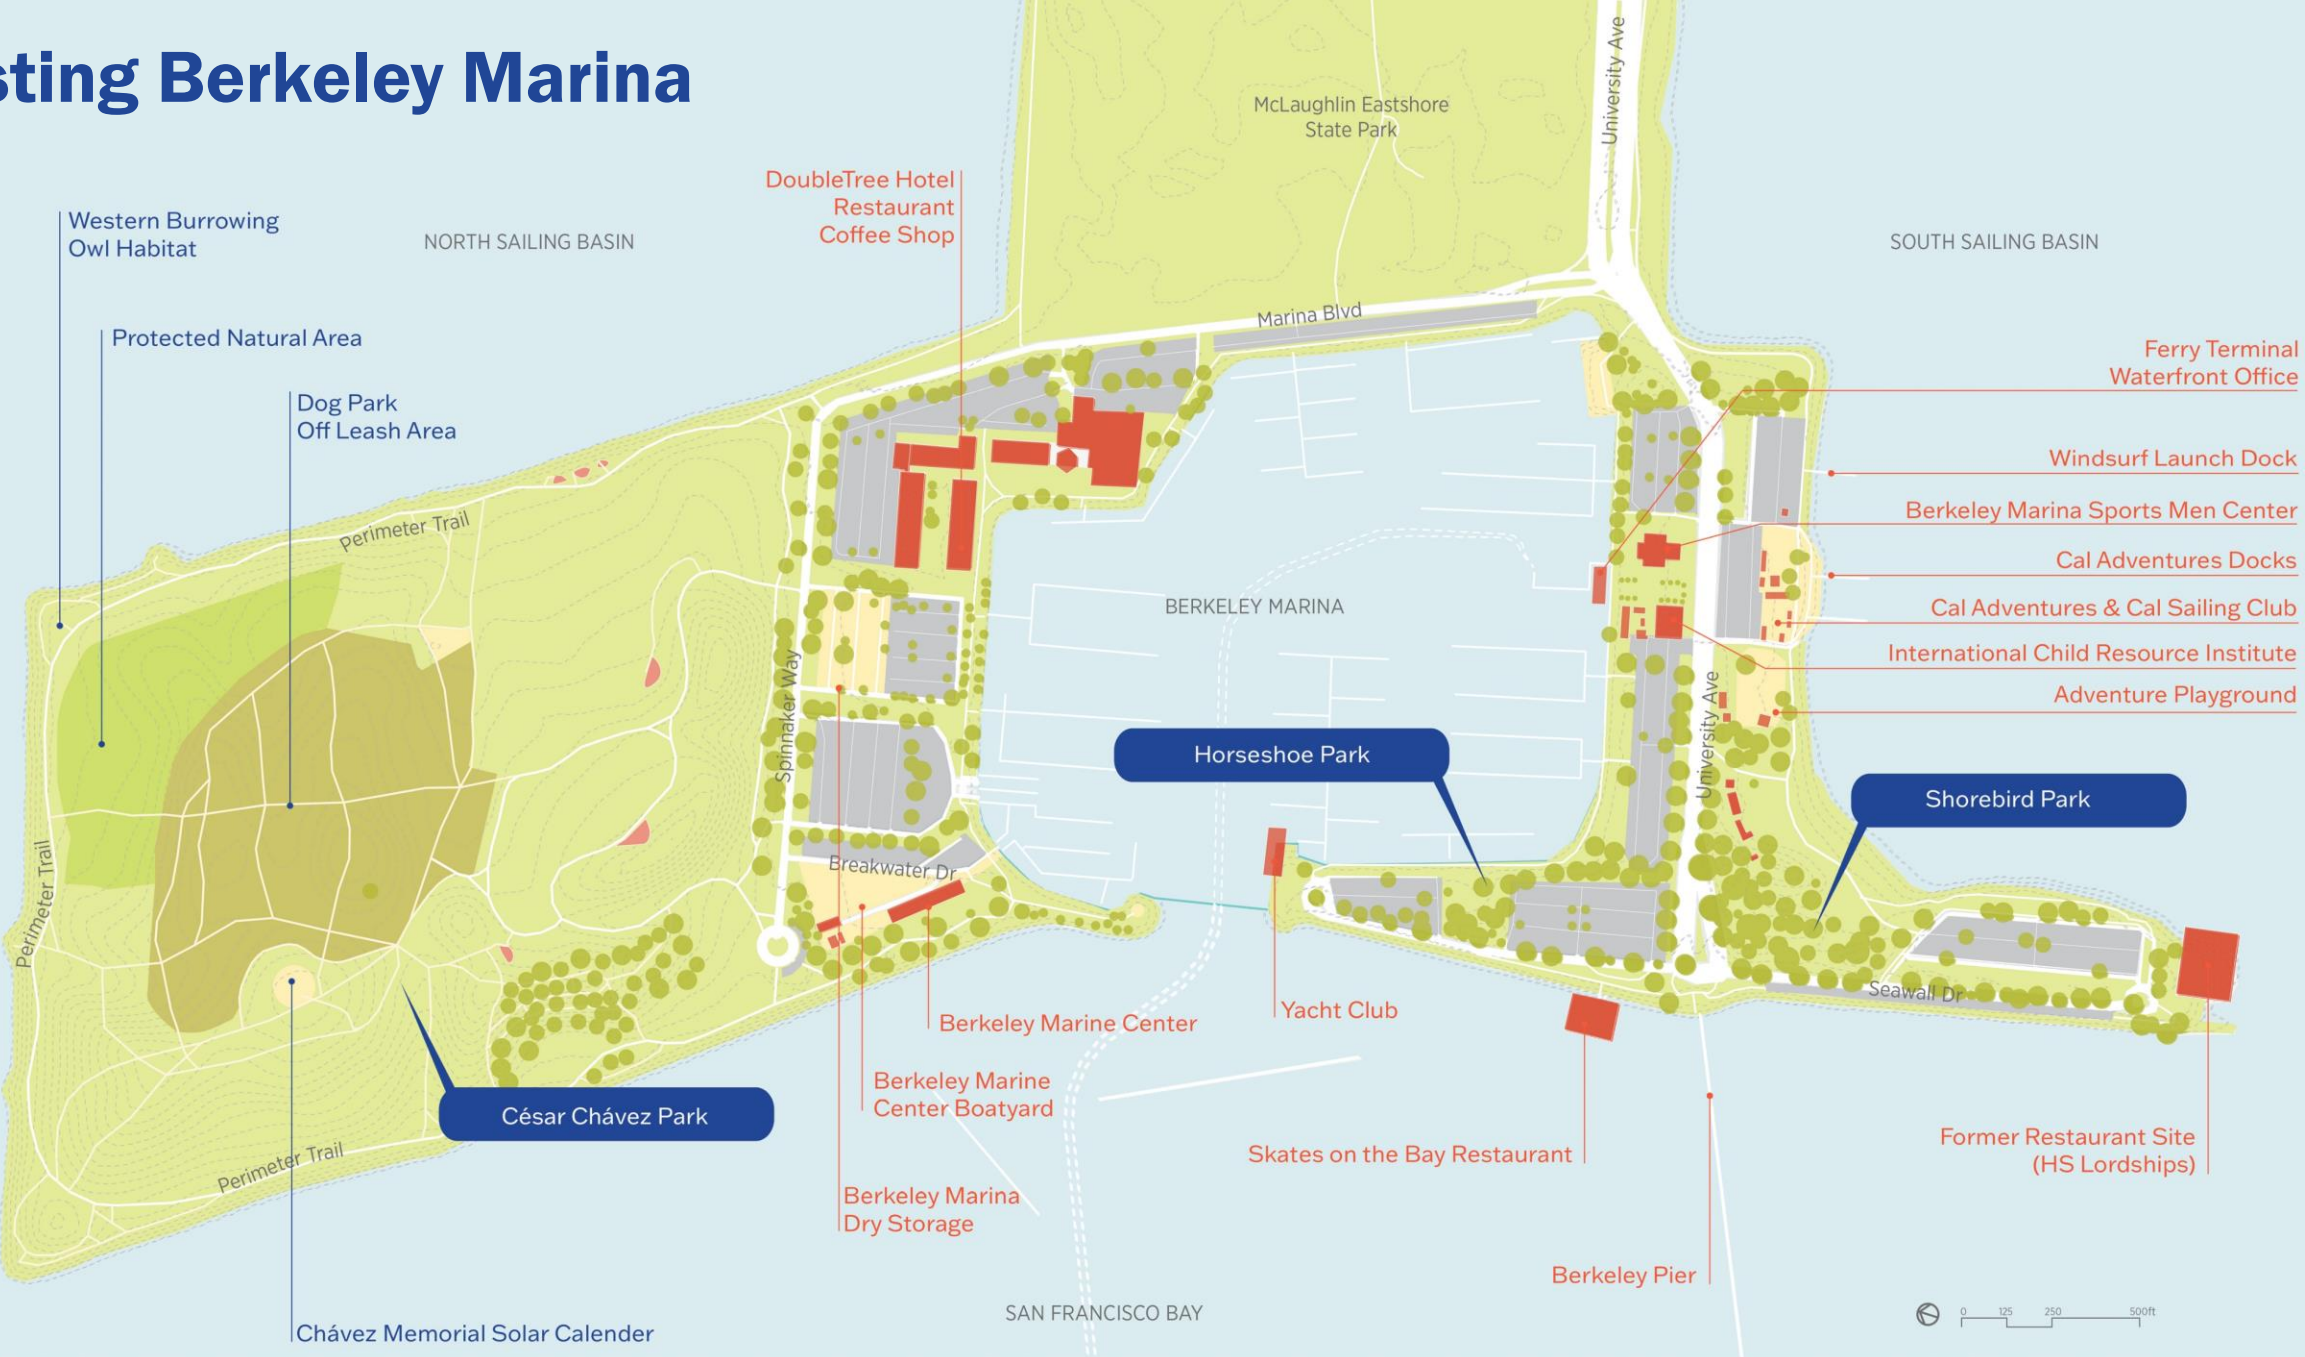 sting Berkeley Marina
University Ave
McLaughlin Eastshore
State Park
DoubleTree Hotel
Restaurant
Coffee Shop
Western Burrowing
Owl Habitat
NORTH SAILING BASIN
SOUTH SAILING BASIN
Marina Blvd
Protected Natural Area
Ferry Terminal
Waterfront Office
Dog Park
Off Leash Area
Windsurf Launch Dock
Berkeley Marina Sports Men Center
Perimeter Trail
Cal Adventures Docks
BERKELEY MARINA
Cal Adventures & Cal Sailing Club
International Child Resource Institute
Adventure Playground
Spinnaker Way
University Ave
Horseshoe Park
Shorebird Park
Breakwater Dr
Perimeter Trail
Seawall Dr
Yacht Club
Berkeley Marine Center
Berkeley Marine
Center Boatyard
César Chávez Park
Skates on the Bay Restaurant
Former Restaurant Site
(HS Lordships)
Perimeter Trail
Berkeley Marina
Dry Storage
Berkeley Pier
SAN FRANCISCO BAY
0 125 250 500ft
Chávez Memorial Solar Calender